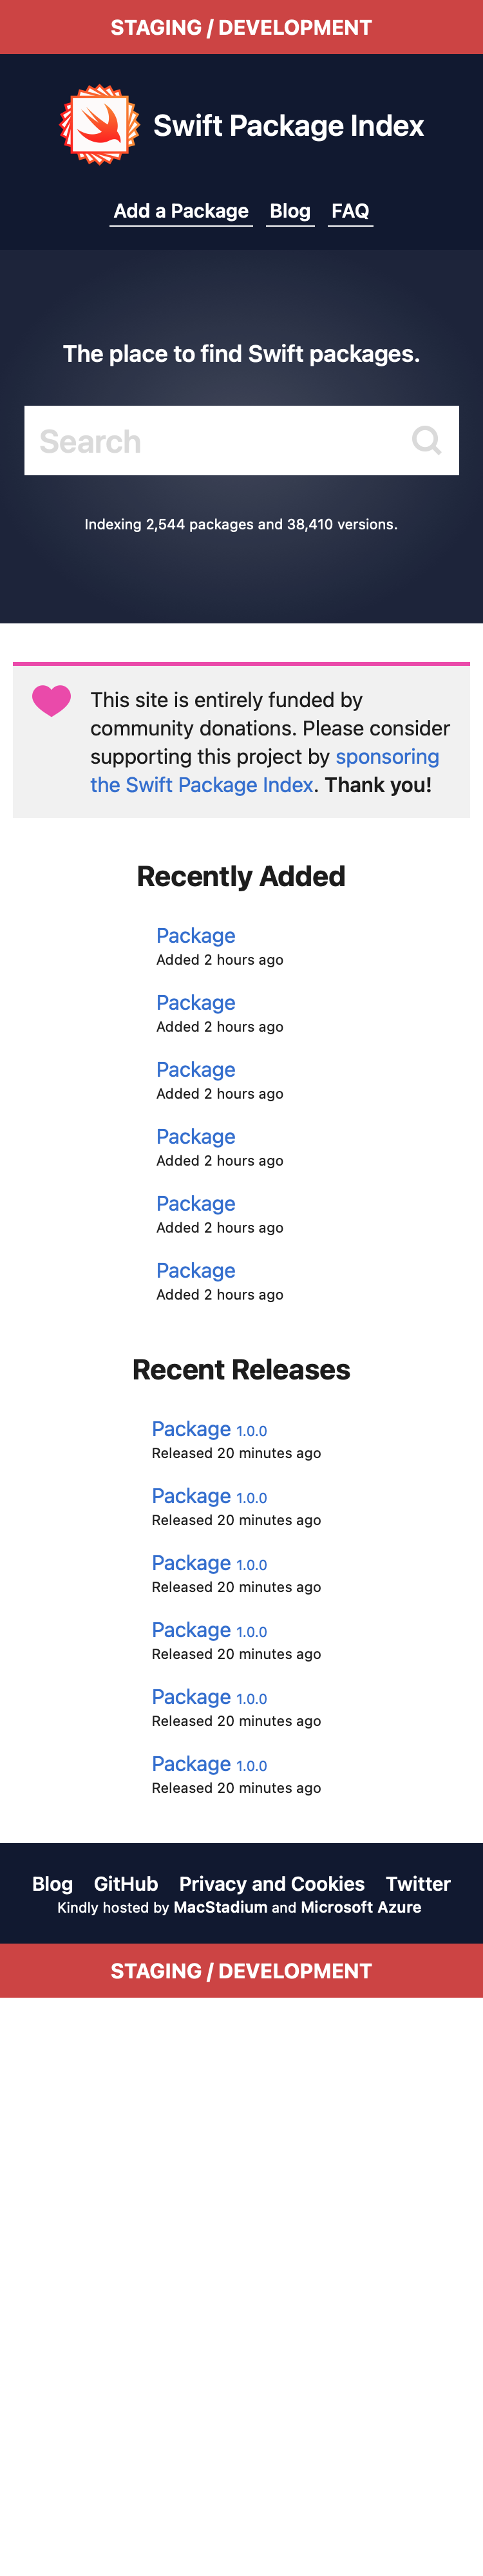 STAGING / DEVELOPMENT
Swift Package Index
Add a Package Blog FAQ
The place to find Swift packages.
Search
Indexing 2,544 packages and 38,410 versions.
This site is entirely funded by
community donations. Please consider
supporting this project by sponsoring
the Swift Package Index. Thank you!
Recently Added
Package
Added 2 hours ago
Package
Added 2 hours ago
Package
Added 2 hours ago
Package
Added 2 hours ago
Package
Added 2 hours ago
Package
Added 2 hours ago
Recent Releases
Package 1.0.0
Released 20 minutes ago
Package 1.0.0
Released 20 minutes ago
Package 1.0.0
Released 20 minutes ago
Package 1.0.0
Released 20 minutes ago
Package 1.0.0
Released 20 minutes ago
Package 1.0.0
Released 20 minutes ago
Blog GitHub Privacy and Cookies Twitter
Kindly hosted by MacStadium and Microsoft Azure
STAGING / DEVELOPMENT